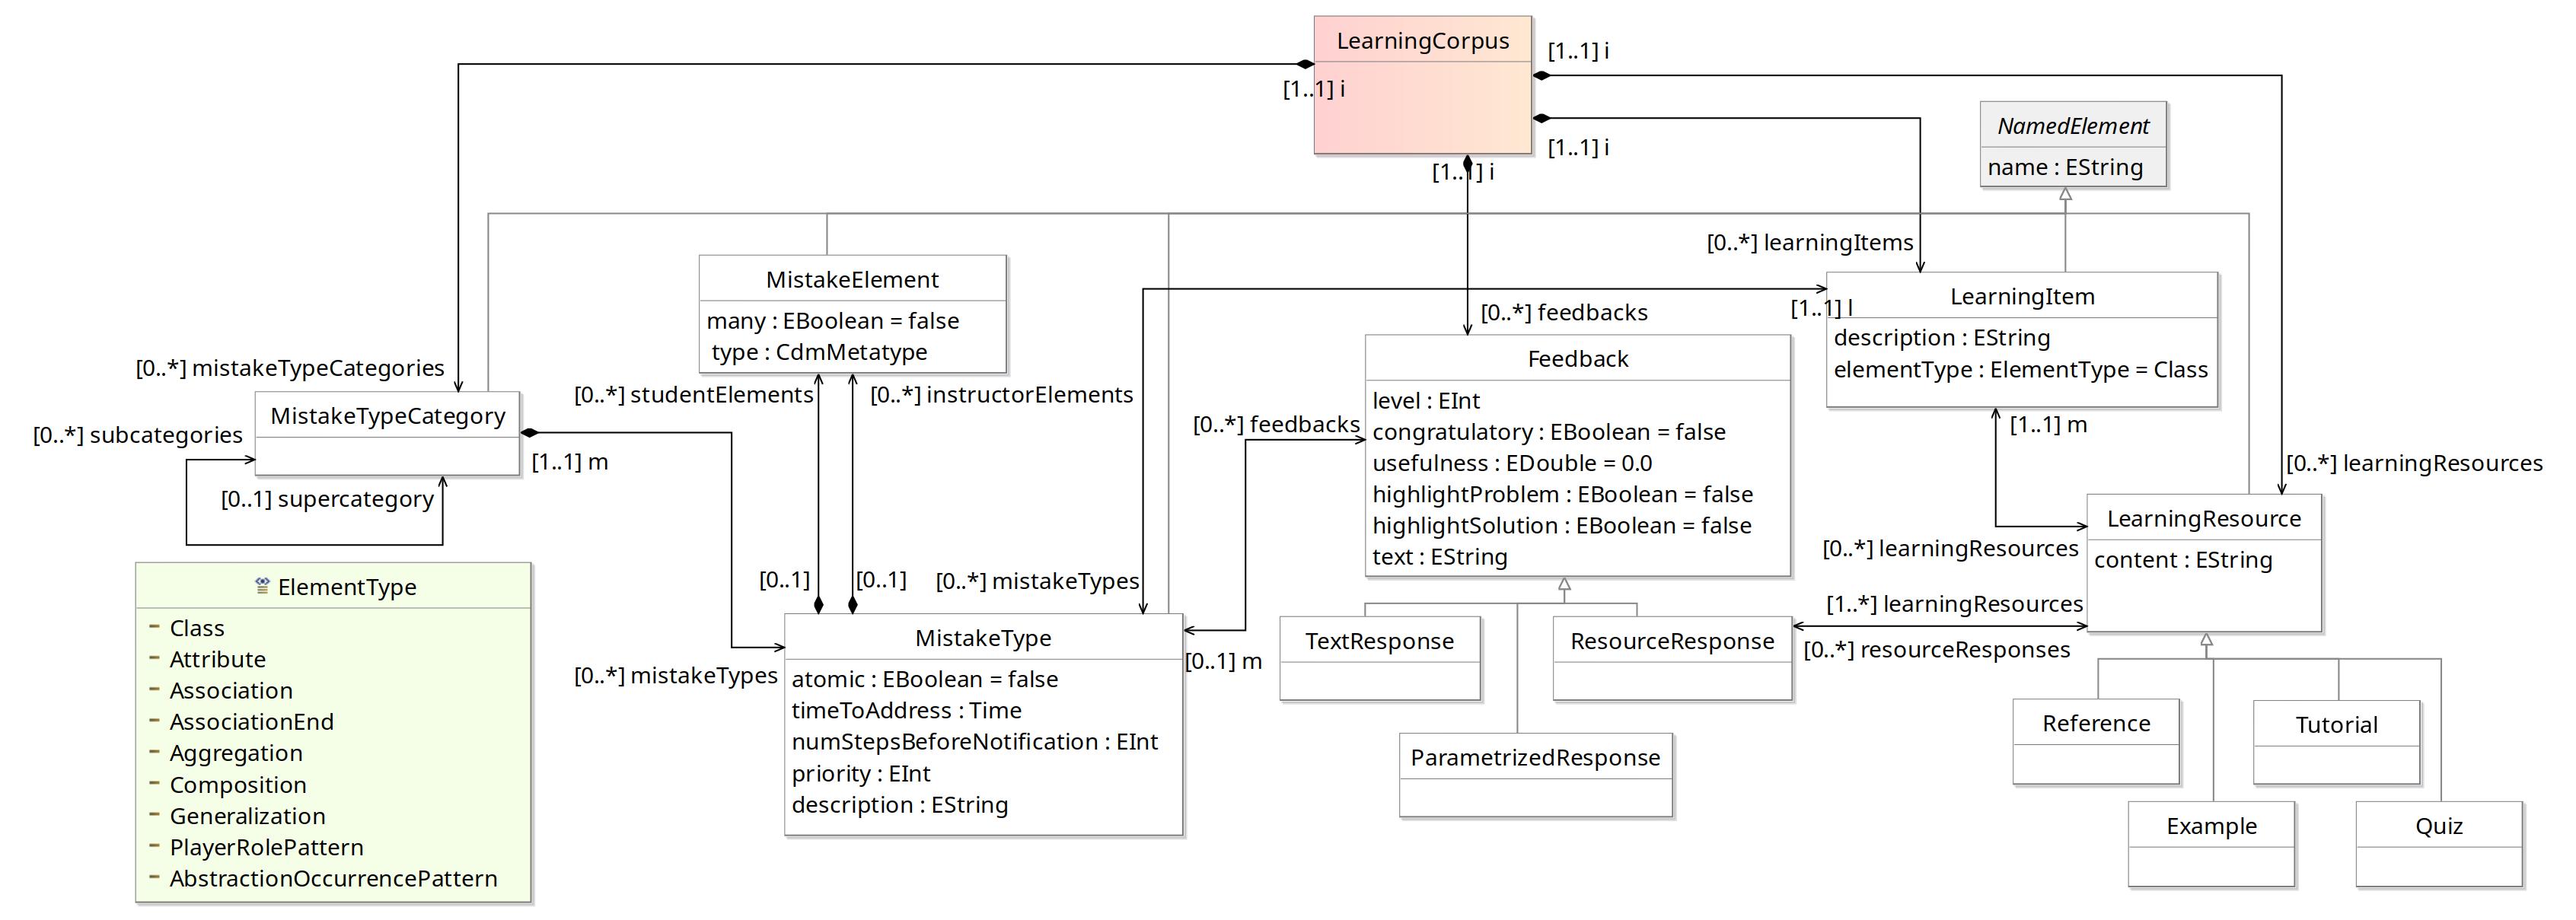 LearningCorpus
[1..1] i
[1..1] i
[1..1] i
[1..1] i
NamedElement
name : EString
[0..*] learningItems
MistakeElement
many : EBoolean = false
type : CdmMetatype
LearningItem
[1..1] l
description : EString
elementType : ElementType = Class
[0..*] feedbacks
Feedback
level : EInt
congratulatory : EBoolean = false
usefulness : EDouble = 0.0
highlightProblem : EBoolean = false
highlightSolution : EBoolean = false
text : EString
[0..*] mistakeTypeCategories
[0..*] studentElements
[0..*] instructorElements
MistakeTypeCategory
[0..*] feedbacks
[1..1] m
[0..*] subcategories
[1..1] m
[0..*] learningResources
[0..1] supercategory
LearningResource
content : EString
[0..*] learningResources
ElementType
Class
Attribute
Association
AssociationEnd
Aggregation
Composition
Generalization
PlayerRolePattern
AbstractionOccurrencePattern
[0..1]
[0..1]
[0..*] mistakeTypes
[1..*] learningResources
MistakeType
atomic : EBoolean = false
timeToAddress : Time
numStepsBeforeNotification : EInt
priority : EInt
description : EString
[0..*] mistakeTypes
[0..1] m
TextResponse
ResourceResponse
[0..*] resourceResponses
ParametrizedResponse
Reference
Tutorial
Example
Quiz